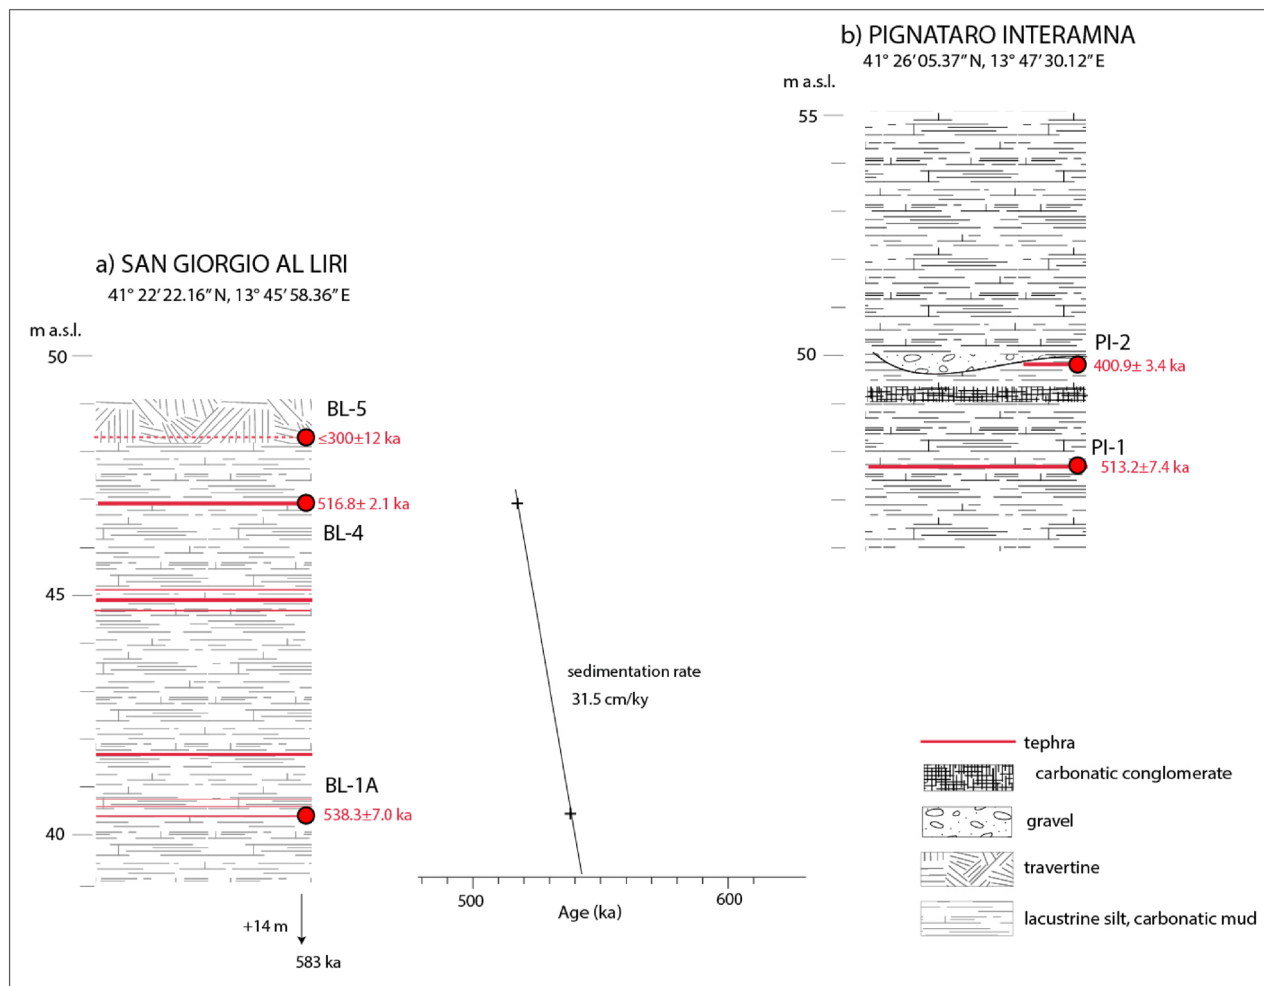 b) PIGNATARO INTERAMNA
41° 26’ 05.37” N, 13° 47’ 30.12” E
m a.s.l.
55
50
PI-2
400.9± 3.4 ka
PI-1
513.2±7.4 ka
a) SAN GIORGIO AL LIRI
41° 22’ 22.16” N, 13° 45’ 58.36” E
m a.s.l.
50
BL-5
≤300±12 ka
516.8± 2.1 ka
BL-4
45
BL-1A
538.3±7.0 ka
40
+14 m
583 ka
sedimentation rate
31.5 cm/ky
500
600
Age (ka)
tephra
carbonatic conglomerate
gravel
travertine
lacustrine silt, carbonatic mud